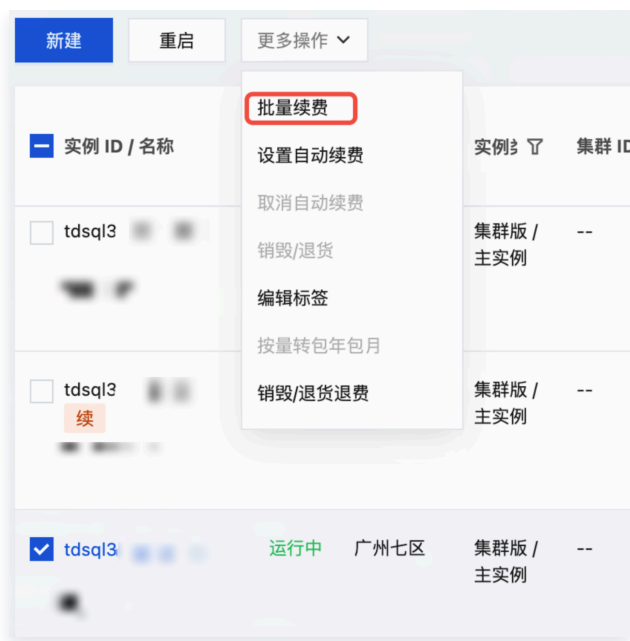 新建
重启
更多操作
批量续费
设置自动续费
取消自动续费
销毁/退货
编辑标签
按量转包年包月
销毁/退货退费
实例 ID / 名称
集群 ID
tdsql3
集群版 /
主实例
--
tdsql3
续
集群版 /
主实例
--
tdsql3
运行中
广州七区
集群版 /
主实例
--